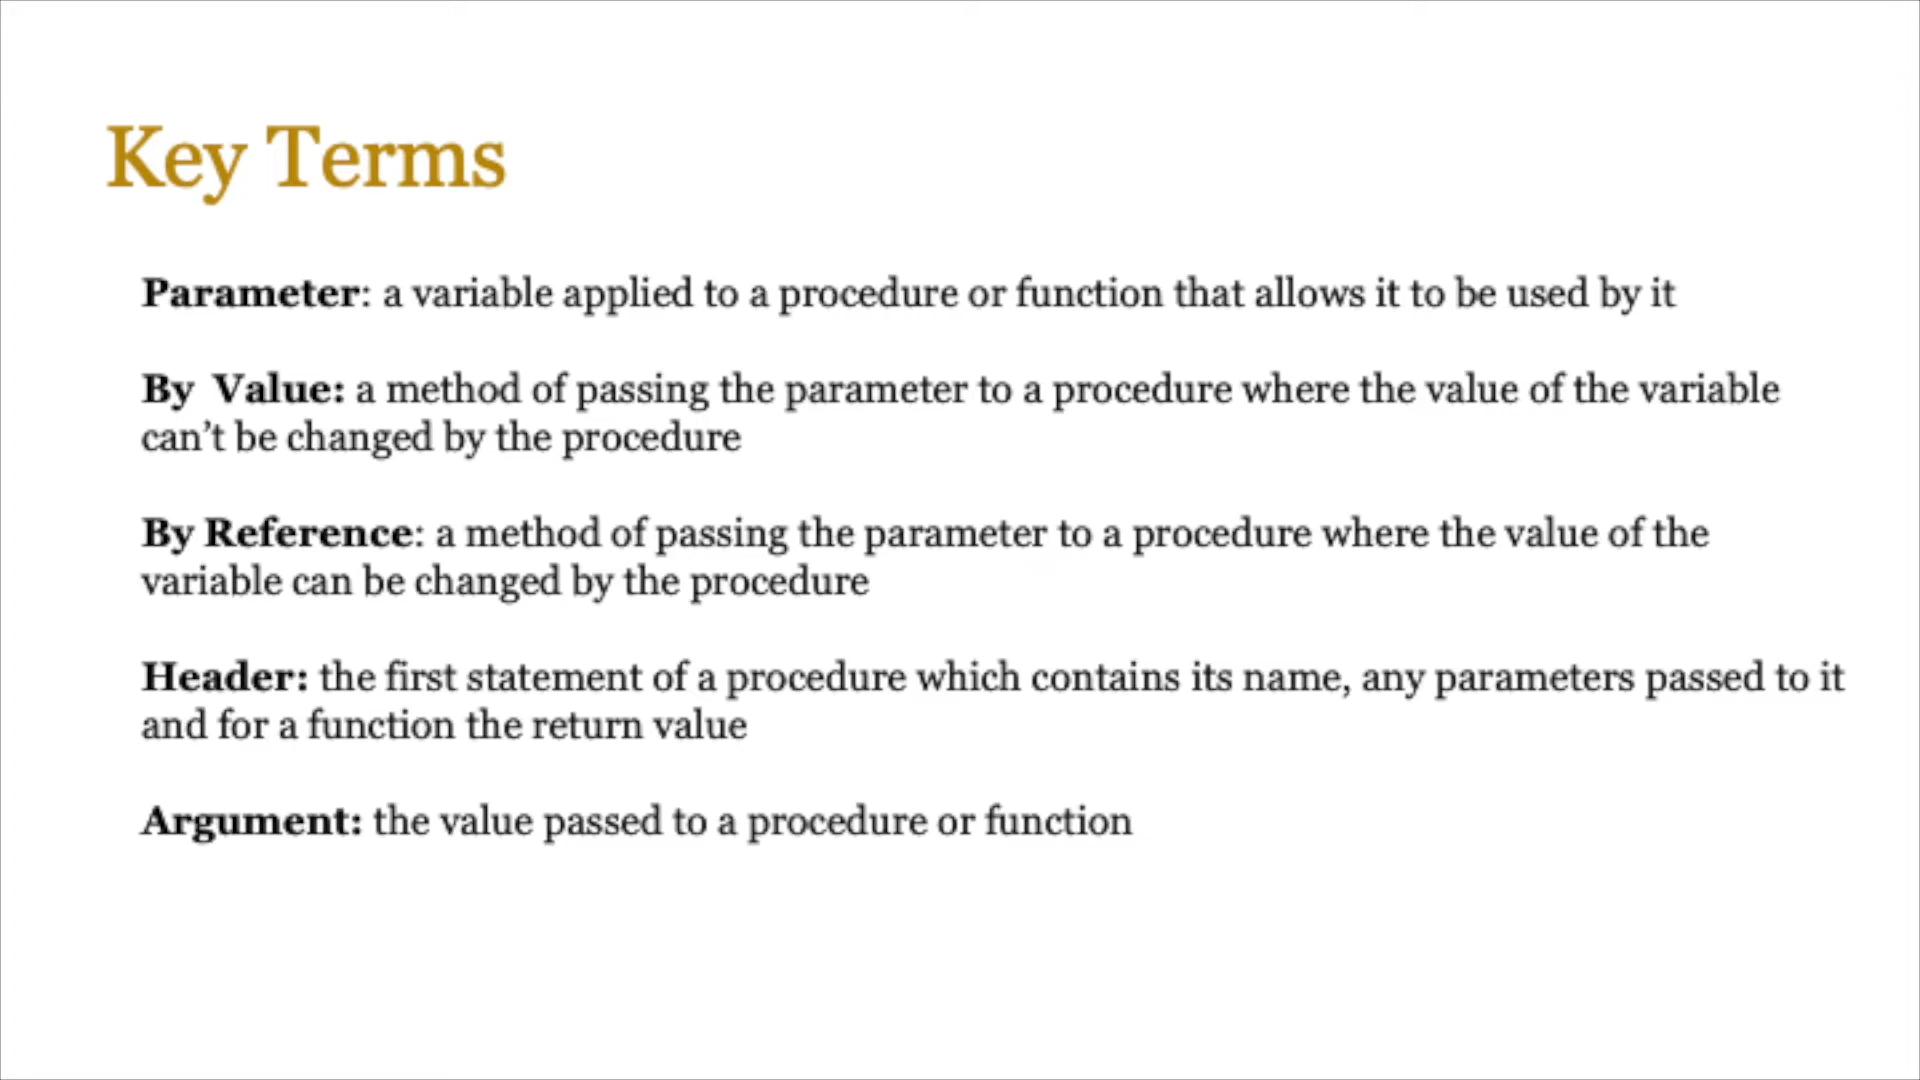 Key Terms
Parameter: a variable applied to a procedure or function that allows it to be used by it
By Value: a method of passing the parameter to a procedure where the value of the variable
can’t be changed by the procedure
By Reference: a method of passing the parameter to a procedure where the value of the
variable can be changed by the procedure
Header: the first statement of a procedure which contains its name, any parameters passed to it
and for a function the return value
Argument: the value passed to a procedure or function